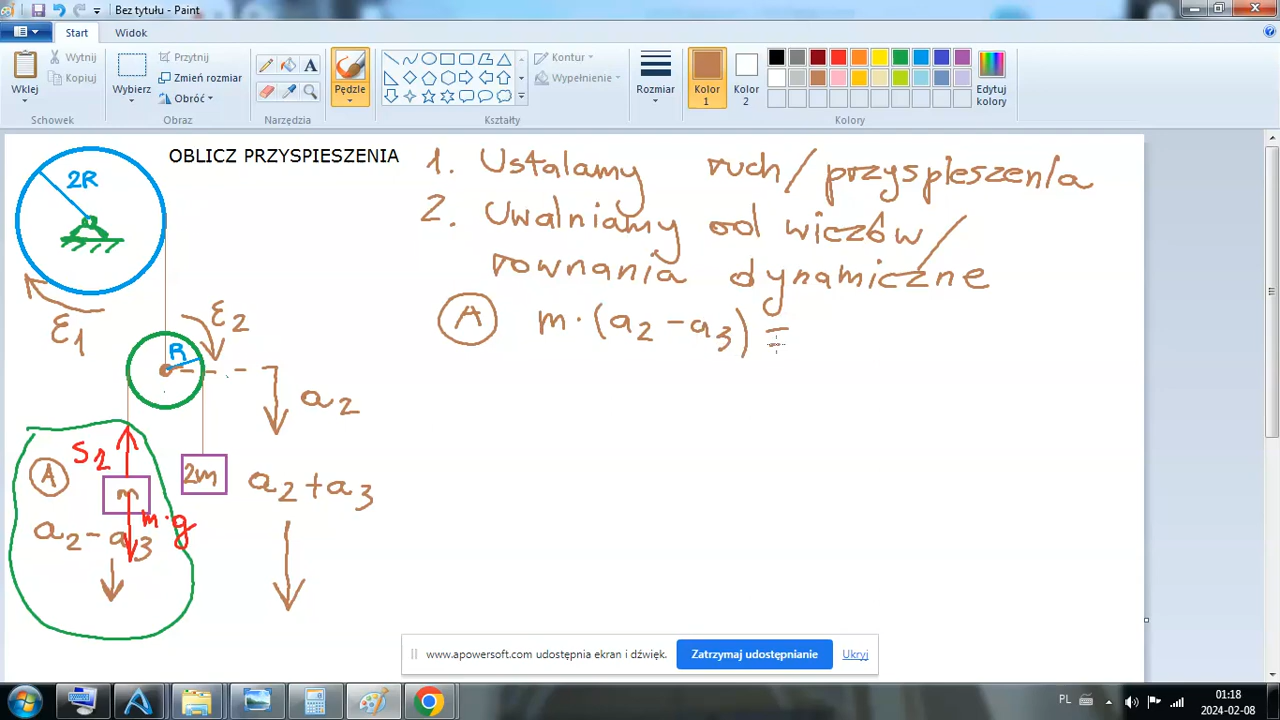 Bez tytułu - Paint
Start
Widok
Wklej
Wytnij
Kopiuj
Schowek
Wybierz
Przytnij
Zmień rozmiar
Obróć
Obraz
A
Narzędzia
Pędzle
Kontur
Wypełnienie
Kształty
Rozmiar
Kolor
1
Kolor
2
Edytuj
kolory
Kolory
OBLICZ PRZYSPIESZENIA
2R
ε1
ε2
R
a2
2m
a2+a3
S2
A
m
m·g
a2-a3
1. Ustalamy ruch/przyspieszenia
2. Uwalniamy od wiczów/
rownania dynamiczne
A m·(a2-a3)=
www.apowersoft.com udostępnia ekran i dźwięk.
Zatrzymaj udostępnianie
Ukryj
PL
01:18
2024-02-08